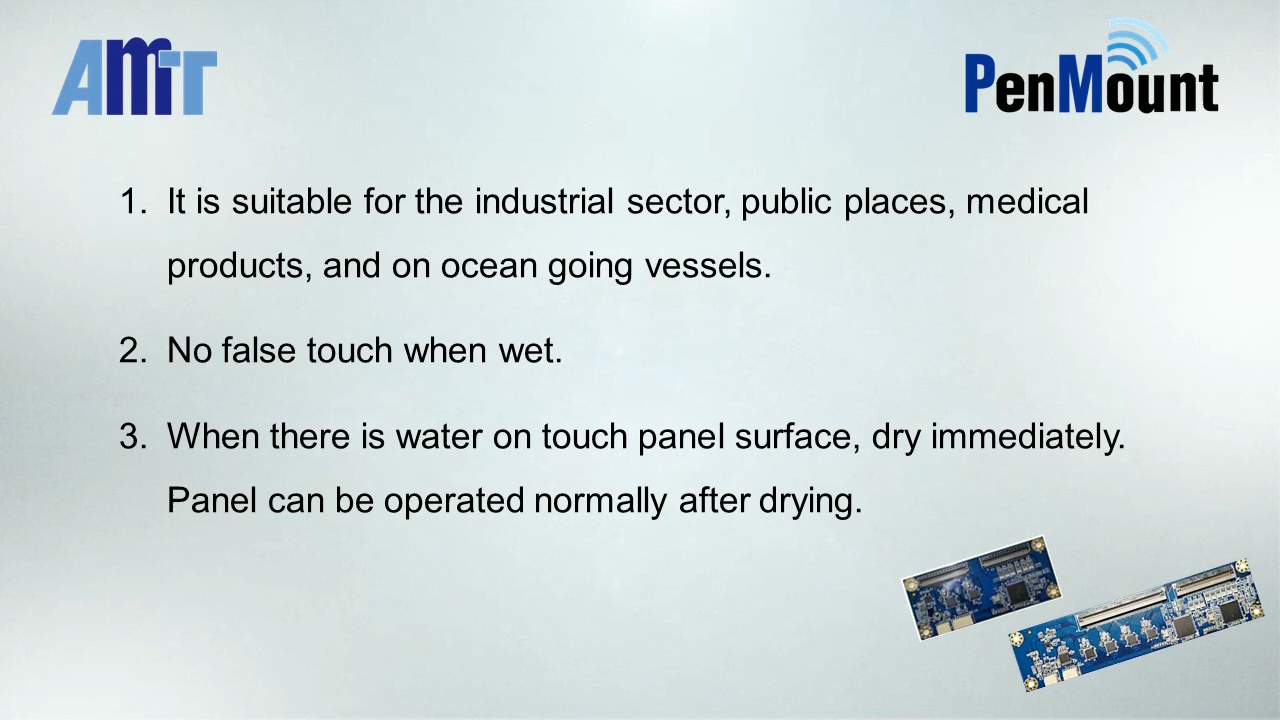 AMT
PenMount
1. It is suitable for the industrial sector, public places, medical
products, and on ocean going vessels.
2. No false touch when wet.
3. When there is water on touch panel surface, dry immediately.
Panel can be operated normally after drying.